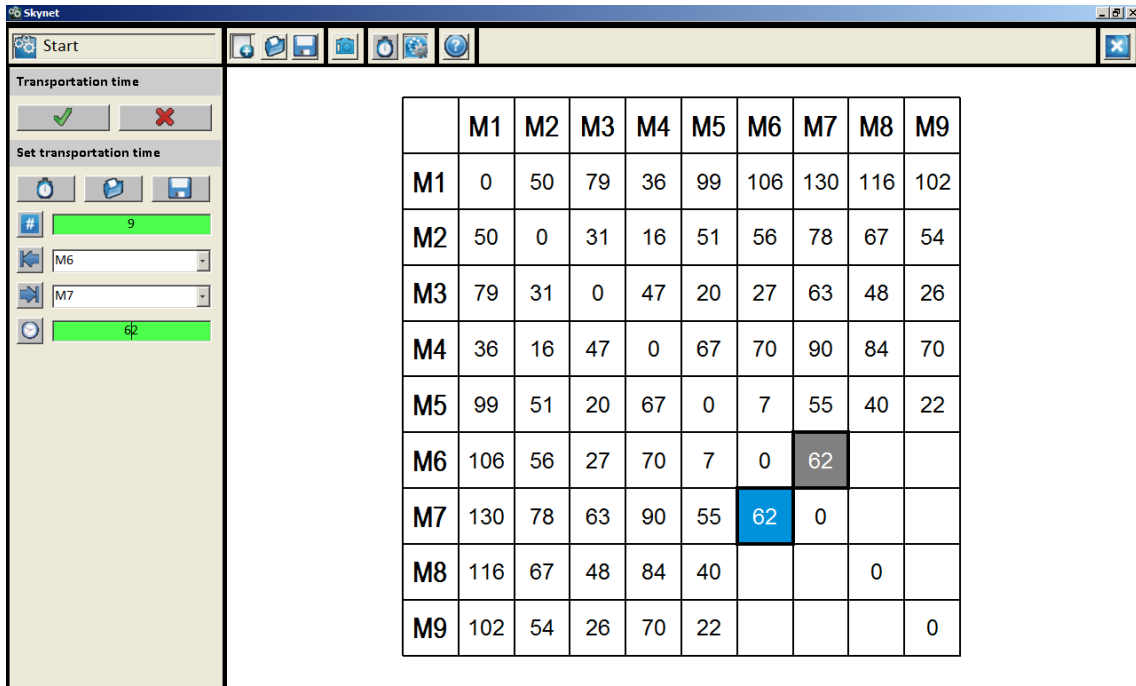 Skynet
Start
Transportation time
Set transportation time
# 9
M6
M7
62
M1 M2 M3 M4 M5 M6 M7 M8 M9
M1 0 50 79 36 99 106 130 116 102
M2 50 0 31 16 51 56 78 67 54
M3 79 31 0 47 20 27 63 48 26
M4 36 16 47 0 67 70 90 84 70
M5 99 51 20 67 0 7 55 40 22
M6 106 56 27 70 7 0 62
M7 130 78 63 90 55 62 0
M8 116 67 48 84 40 0
M9 102 54 26 70 22 0